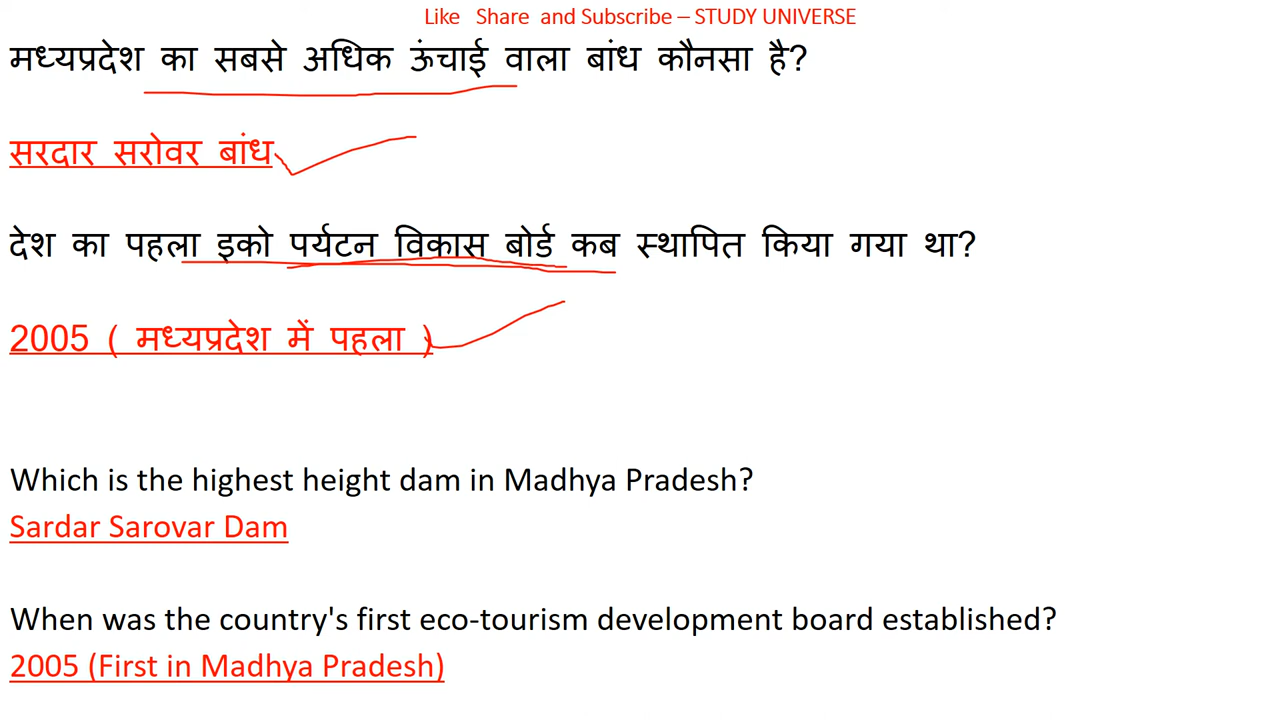 Like Share and Subscribe – STUDY UNIVERSE
मध्यप्रदेश का सबसे अधिक ऊंचाई वाला बांध कौनसा है?
सरदार सरोवर बांध
देश का पहला इको पर्यटन विकास बोर्ड कब स्थापित किया गया था?
2005 ( मध्यप्रदेश में पहला )
Which is the highest height dam in Madhya Pradesh?
Sardar Sarovar Dam
When was the country's first eco-tourism development board established?
2005 (First in Madhya Pradesh)